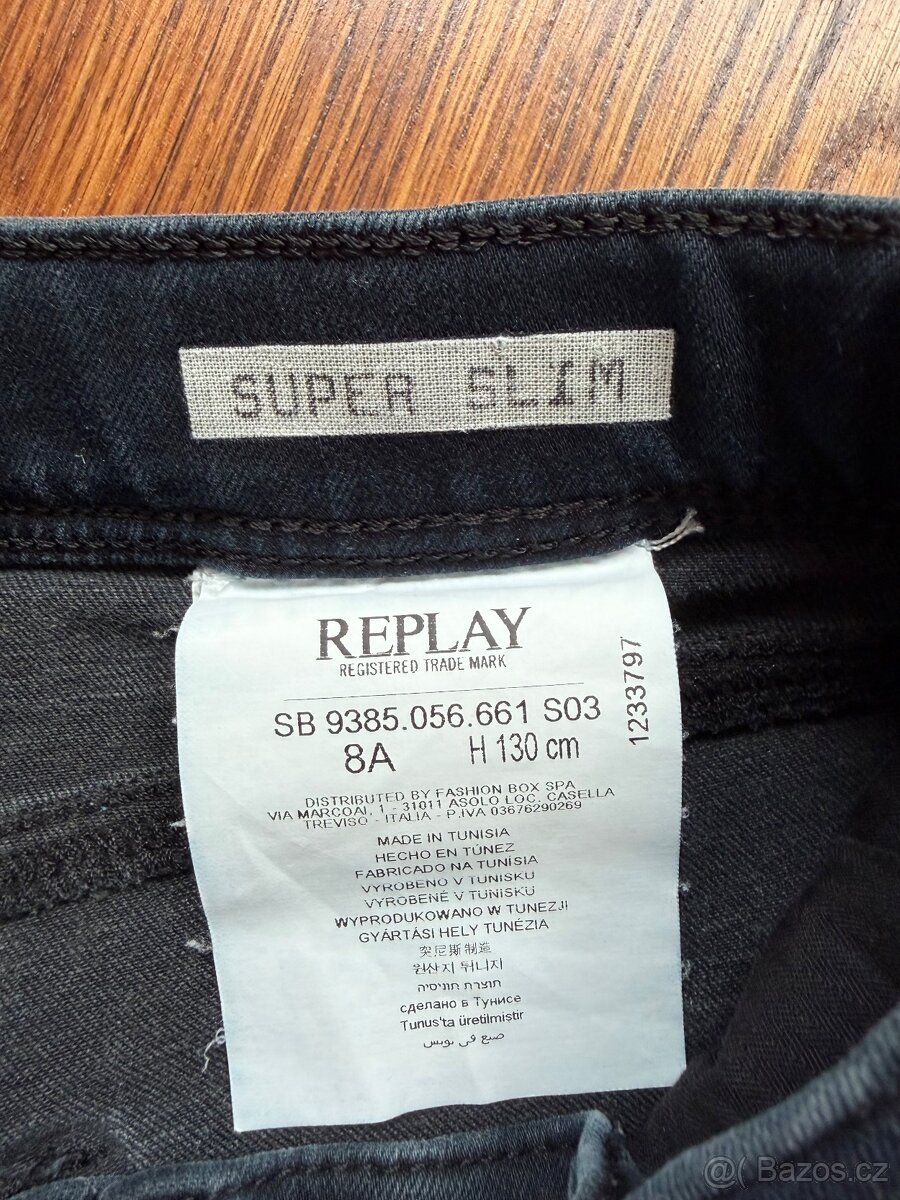 SUPER SLIM
REPLAY
REGISTERED TRADE MARK
SB 9385.056.661 S03
8A H 130 cm
1233797
DISTRIBUTED BY FASHION BOX SPA
VIA MARCOAI, 1 - 31011 ASOLO LOC. CASELLA
TREVISO - ITALIA - P.IVA 03676290269
MADE IN TUNISIA
HECHO EN TÚNEZ
FABRICADO NA TUNÍSIA
VYROBENO V TUNISKU
VYROBENÉ V TUNISKU
WYPRODUKOWANO W TUNEZJI
GYÁRTÁSI HELY TUNÉZIA
突尼斯制造
원산지 튀니지
תוצרת תוניסיה
сделано в Тунисе
Tunus'ta üretilmiştir
صنع في تونس
@( Bazos.cz